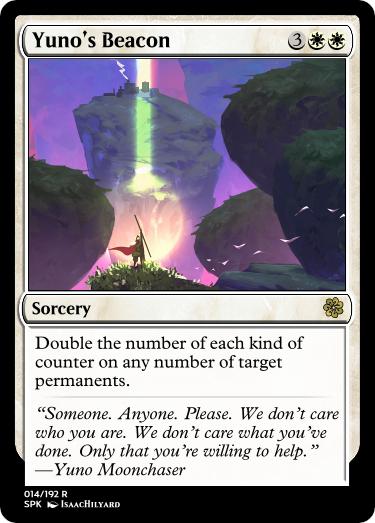 Yuno's Beacon 3
Sorcery
Double the number of each kind of
counter on any number of target
permanents.
“Someone. Anyone. Please. We don’t care
who you are. We don’t care what you’ve
done. Only that you’re willing to help.”
—Yuno Moonchaser
014/192 R
SPK IsaacHilyard